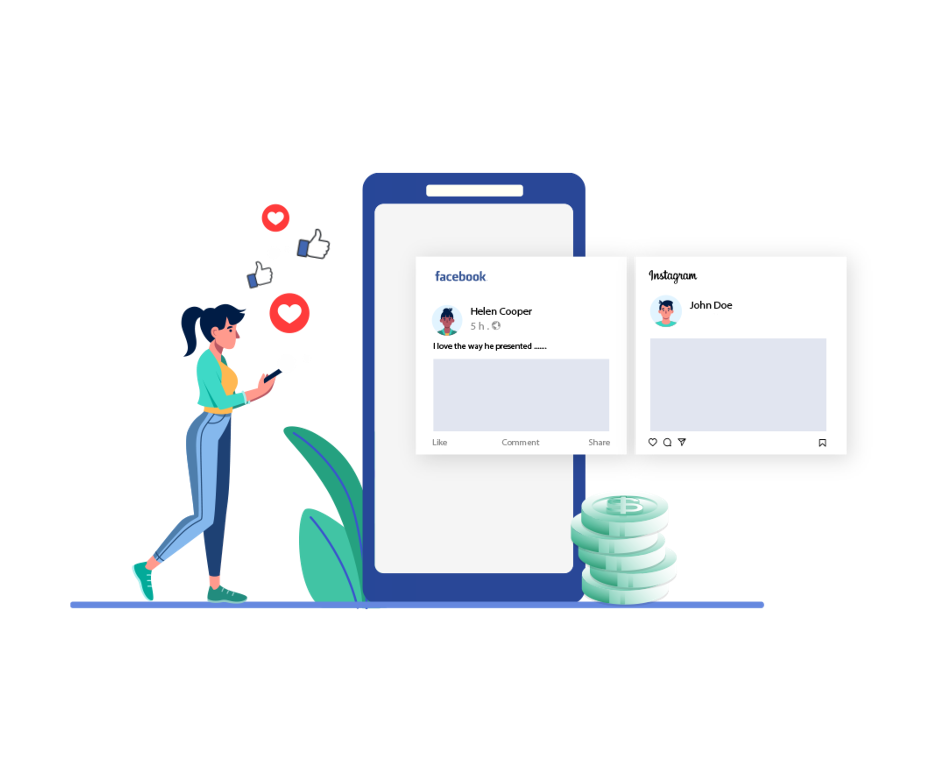 facebook
Helen Cooper
5 h .
I love the way he presented ......
Like Comment Share
Instagram
John Doe